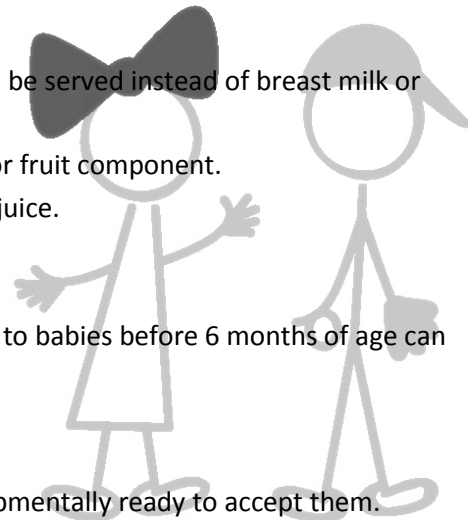 be served instead of breast milk or
or fruit component.
juice.
to babies before 6 months of age can
pmentally ready to accept them.